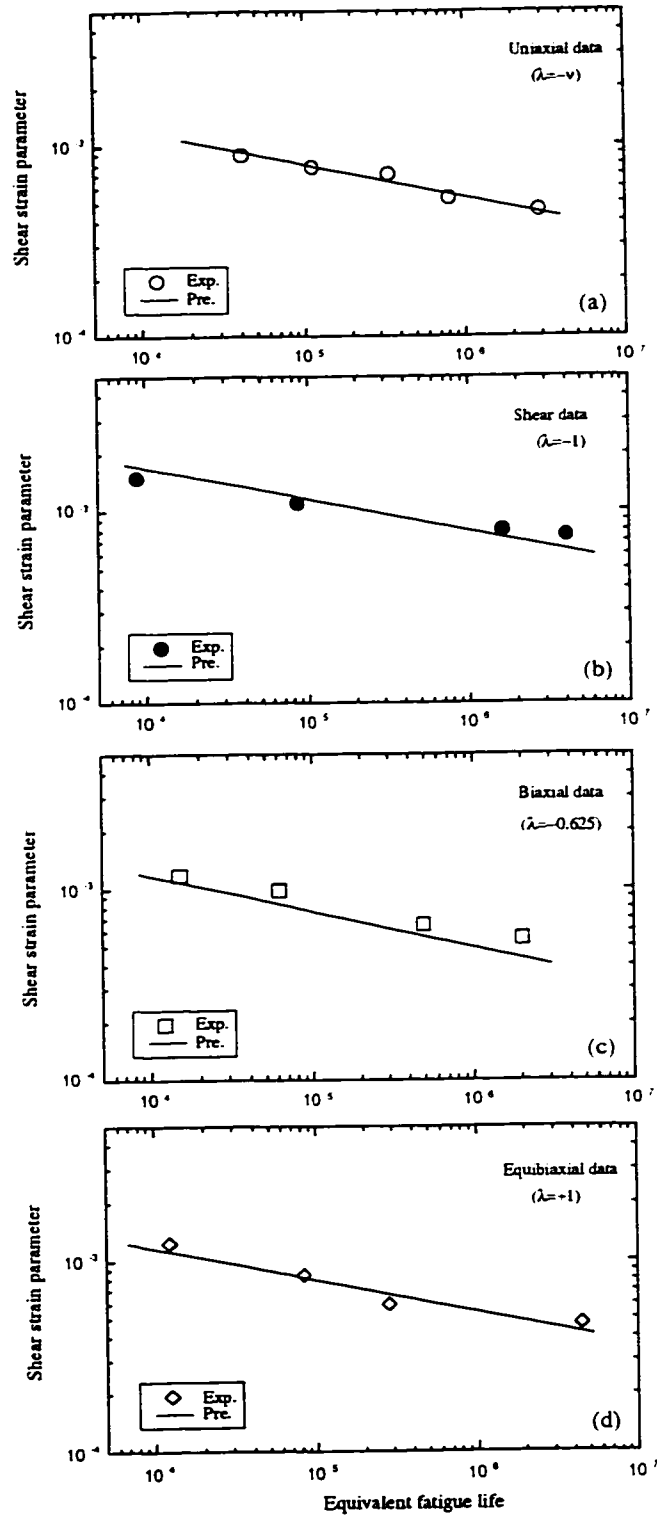 Uniaxial data
(λ=−ν)
Shear strain parameter
10⁻³
10⁻⁴
Exp.
Pre.
(a)
10⁴ 10⁵ 10⁶ 10⁷
Shear data
(λ=−1)
Shear strain parameter
10⁻³
10⁻⁴
Exp.
Pre.
(b)
10⁴ 10⁵ 10⁶ 10⁷
Biaxial data
(λ=−0.625)
Shear strain parameter
10⁻³
10⁻⁴
Exp.
Pre.
(c)
10⁴ 10⁵ 10⁶ 10⁷
Equibiaxial data
(λ=+1)
Shear strain parameter
10⁻³
10⁻⁴
Exp.
Pre.
(d)
10⁴ 10⁵ 10⁶ 10⁷
Equivalent fatigue life